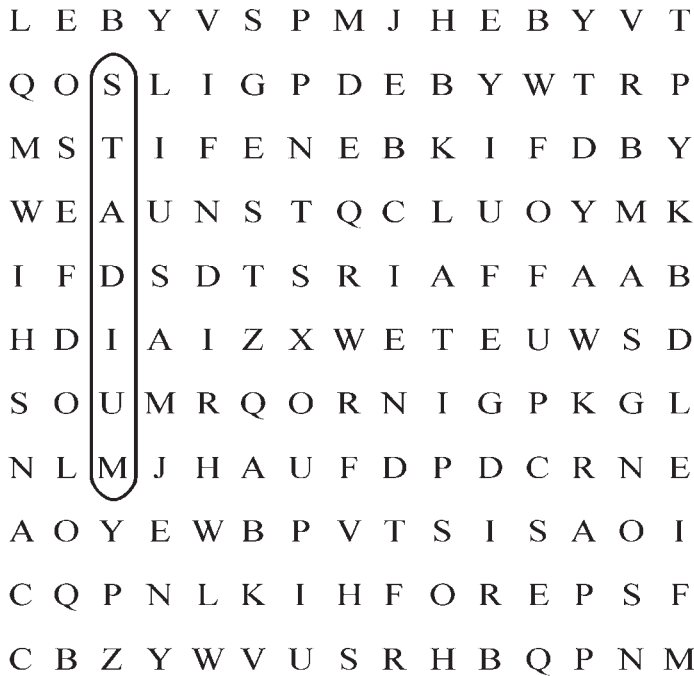 L E B Y V S P M J H E B Y V T
Q O S L I G P D E B Y W T R P
M S T I F E N E B K I F D B Y
W E A U N S T Q C L U O Y M K
I F D S D T S R I A F F A A B
H D I A I Z X W E T E U W S D
S O U M R Q O R N I G P K G L
N L M J H A U F D P D C R N E
A O Y E W B P V T S I S A O I
C Q P N L K I H F O R E P S F
C B Z Y W V U S R H B Q P N M